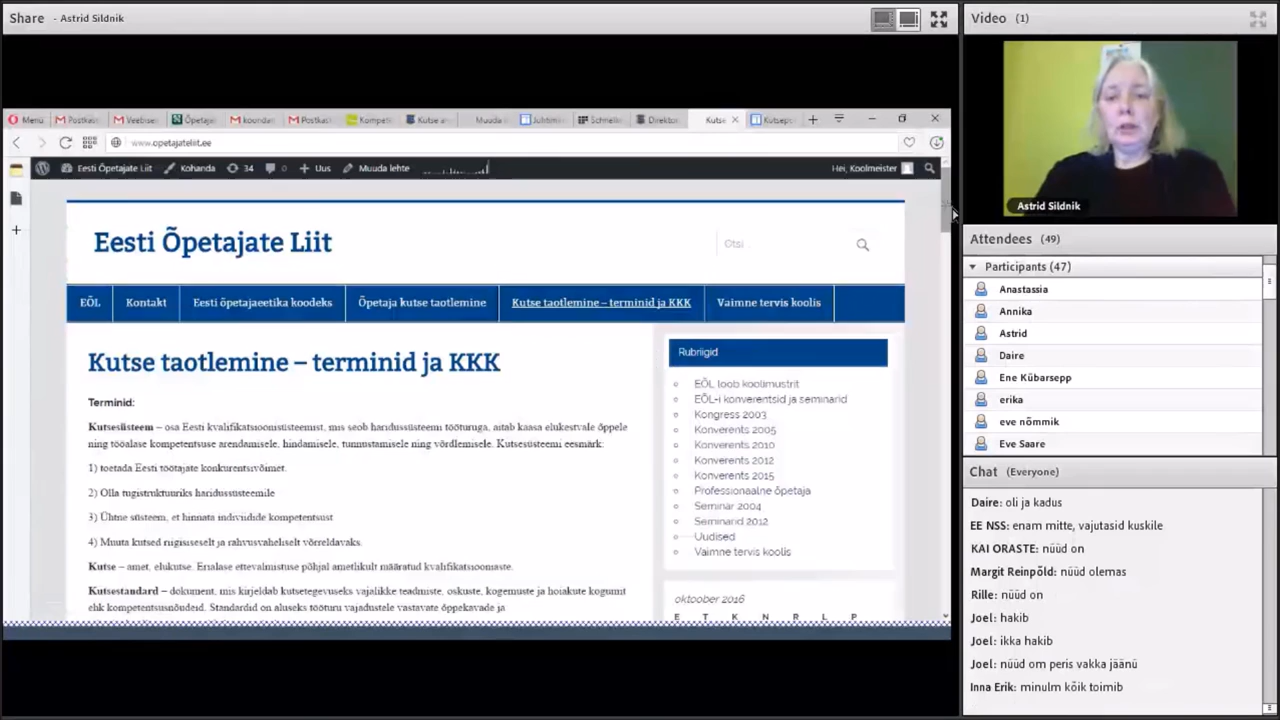 Share - Astrid Sildnik
Menü
www.opetajateliit.ee
Eesti Õpetajate Liit Kohanda 34 0 Uus Muuda lehte Hei, Koolmeister
Eesti Õpetajate Liit
Otsi
EÕL Kontakt Eesti õpetajaeetika koodeks Õpetaja kutse taotlemine Kutse taotlemine – terminid ja KKK Vaimne tervis koolis
Kutse taotlemine – terminid ja KKK
Terminid:
Kutsesüsteem – osa Eesti kvalifikatsioonisüsteemist, mis seob haridussüsteemi tööturuga, aitab kaasa elukestvale õppele
ning tööalase kompetentsuse arendamisele, hindamisele, tunnustamisele ning võrdlemisele. Kutsesüsteemi eesmärk:
1) toetada Eesti töötajate konkurentsivõimet.
2) Olla tugistruktuuriks haridussüsteemile
3) Ühtne süsteem, et hinnata indiviidide kompetentsust
4) Muuta kutsed riigisiseselt ja rahvusvaheliselt võrreldavaks.
Kutse – amet, elukutse. Erialase ettevalmistuse põhjal ametlikult määratud kvalifikatsiooniaste.
Kutsestandard – dokument, mis kirjeldab kutsetegevuseks vajalikke teadmiste, oskuste, kogemuste ja hoiakute kogumit
ehk kompetentsusnõudeid. Standardid on aluseks tööturu vajadustele vastavate õppekavade ja
Rubriigid
EÕL loob koolimustrit
EÕL-i konverentsid ja seminarid
Kongress 2003
Konverents 2005
Konverents 2010
Konverents 2012
Konverents 2015
Professionaalne õpetaja
Seminar 2004
Seminarid 2012
Uudised
Vaimne tervis koolis
oktoober 2016
E T K N R L P
Video (1)
Astrid Sildnik
Attendees (49)
Participants (47)
Anastassia
Annika
Astrid
Daire
Ene Kübarsepp
erika
eve nõmmik
Eve Saare
Chat (Everyone)
Daire: oli ja kadus
EE NSS: enam mitte, vajutasid kuskile
KAI ORASTE: nüüd on
Margit Reinpõld: nüüd olemas
Rille: nüüd on
Joel: hakib
Joel: ikka hakib
Joel: nüüd om peris vakka jäänü
Inna Erik: minulm kõik toimib